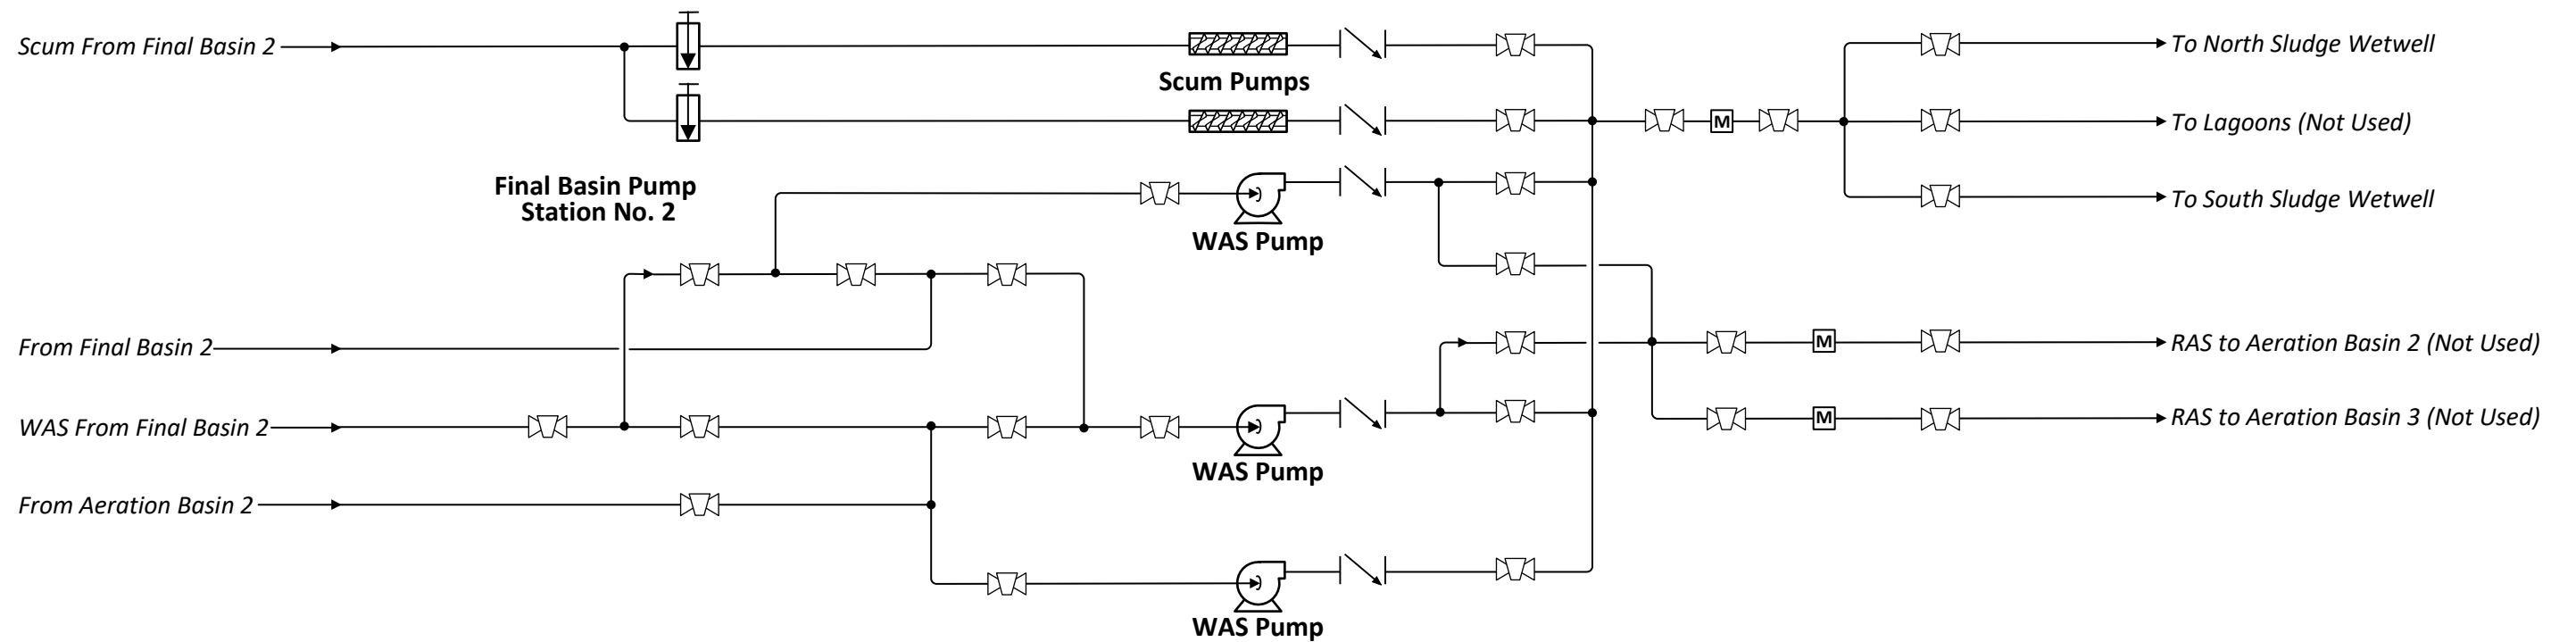 Scum From Final Basin 2
To North Sludge Wetwell
Scum Pumps
To Lagoons (Not Used)
M
Final Basin Pump
Station No. 2
To South Sludge Wetwell
WAS Pump
From Final Basin 2
M
RAS to Aeration Basin 2 (Not Used)
WAS From Final Basin 2
M
RAS to Aeration Basin 3 (Not Used)
WAS Pump
From Aeration Basin 2
WAS Pump